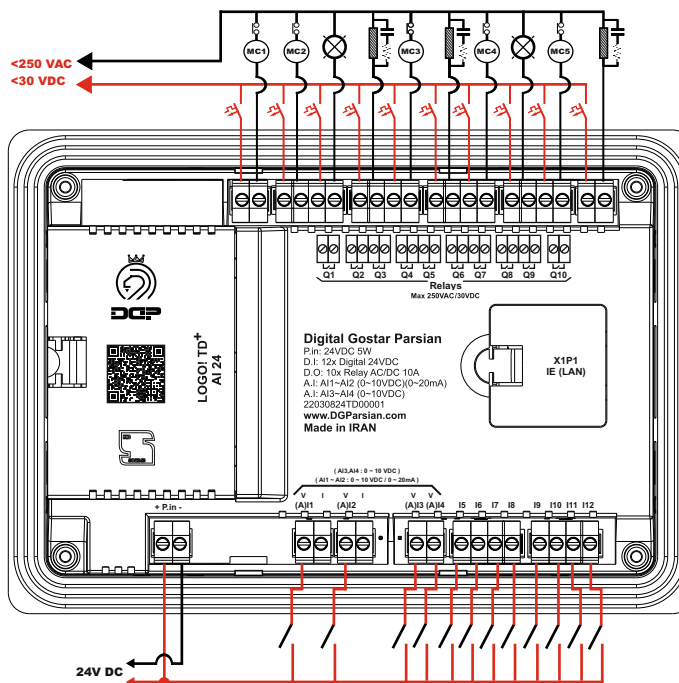 MC1 MC2 MC3 MC4 MC5
<250 VAC
<30 VDC
Q1 Q2 Q3 Q4 Q5 Q6 Q7 Q8 Q9 Q10
Relays
Max 250VAC/30VDC
DGP
LOGO! TD+
AI 24
Digital Gostar Parsian
P.in: 24VDC 5W
D.I: 12x Digital 24VDC
D.O: 10x Relay AC/DC 10A
A.I: AI1~AI2 (0~10VDC)(0~20mA)
A.I: AI3~AI4 (0~10VDC)
22030824TD00001
www.DGParsian.com
Made in IRAN
X1P1
IE (LAN)
( AI3,AI4 : 0 ~ 10 VDC )
( AI1 ~ AI2 : 0 ~ 10 VDC / 0 ~ 20mA )
V I V I V V
+ P.in - (A)I1 (A)I2 (A)I3 (A)I4 I5 I6 I7 I8 I9 I10 I11 I12
24V DC